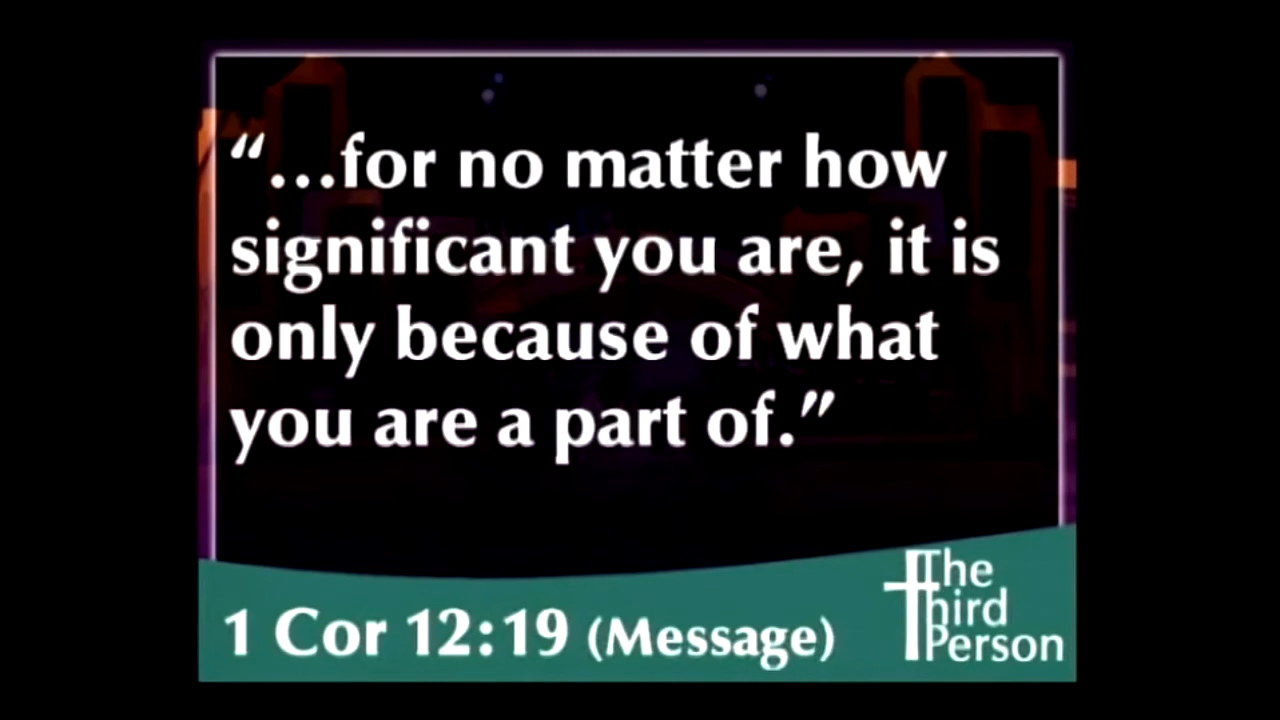 “…for no matter how
significant you are, it is
only because of what
you are a part of.”
1 Cor 12:19 (Message)
The
Third
Person